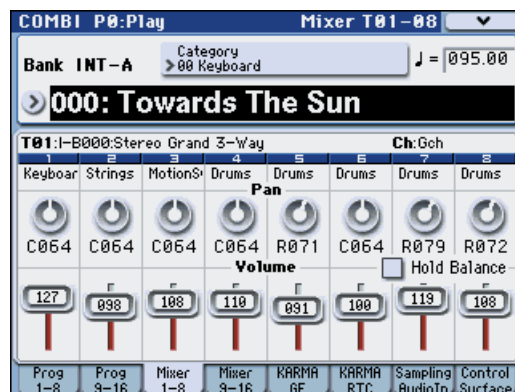 COMBI P0:Play Mixer T01-08
Bank INT-A
Category
00 Keyboard
♩ = 095.00
000: Towards The Sun
T01:I-B000:Stereo Grand 3-Way Ch:Gch
1 2 3 4 5 6 7 8
Keyboar Strings MotionS Drums Drums Drums Drums Drums
Pan
C064 C064 C064 C064 R071 C064 R079 R072
Volume
Hold Balance
127 098 108 110 091 100 119 108
Prog 1-8 Prog 9-16 Mixer 1-8 Mixer 9-16 KARMA GE KARMA RTC Sampling AudioIn Control Surface